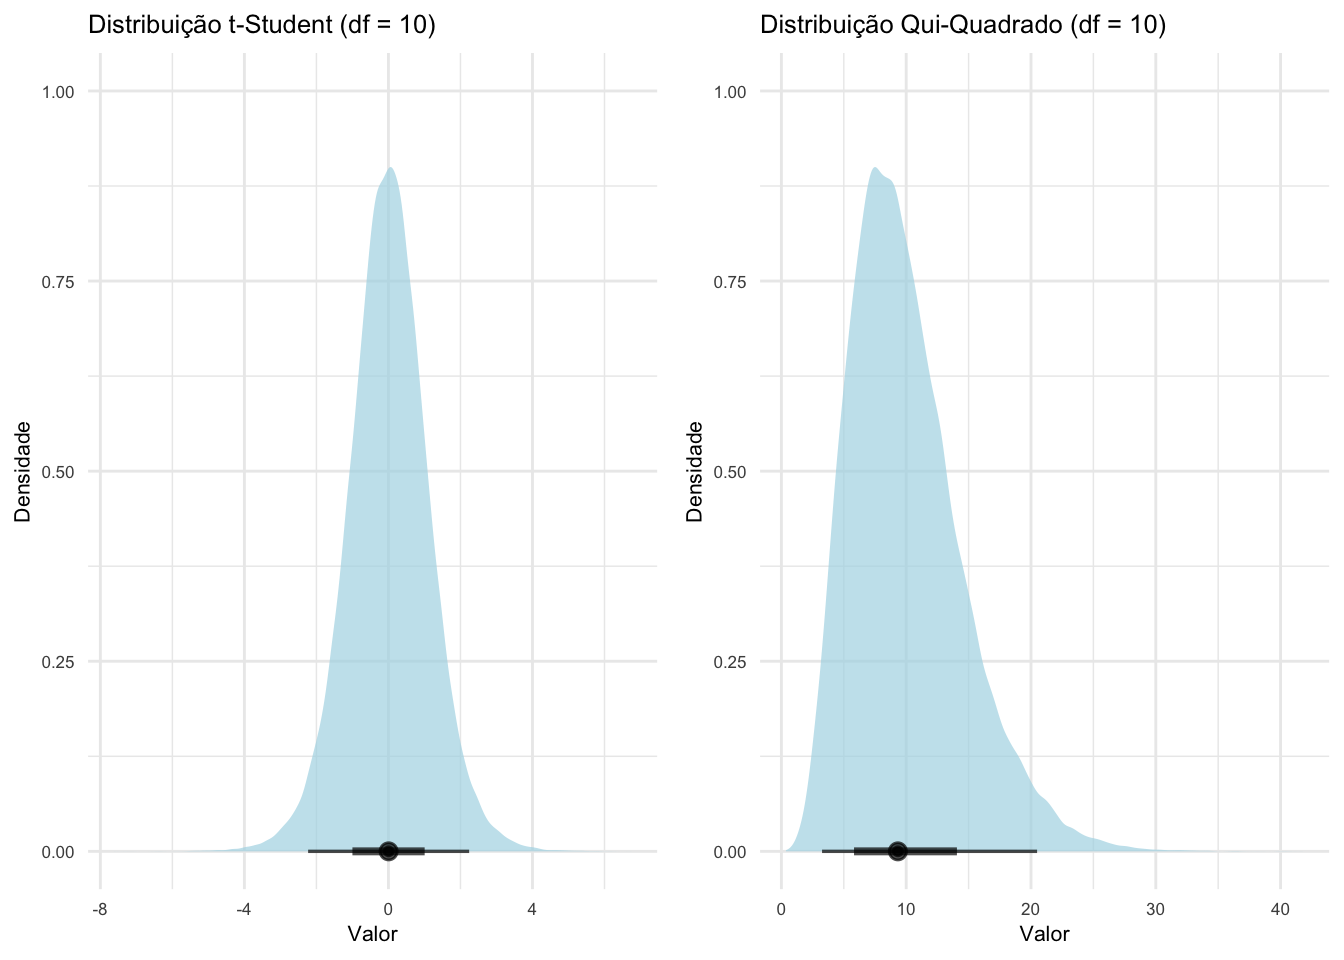 Distribuição t-Student (df = 10)
1.00
0.75
0.50
0.25
0.00
Densidade
-8 -4 0 4
Valor
Distribuição Qui-Quadrado (df = 10)
1.00
0.75
0.50
0.25
0.00
Densidade
0 10 20 30 40
Valor